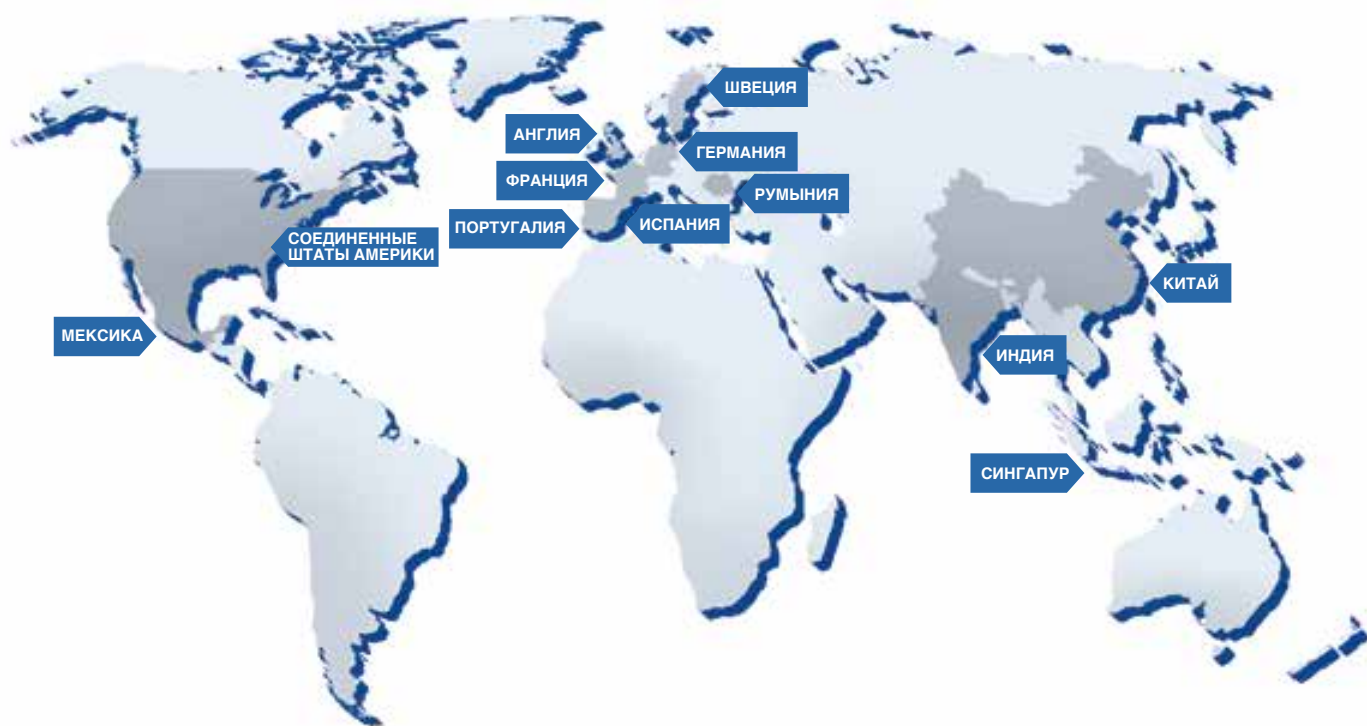 ШВЕЦИЯ
АНГЛИЯ
ГЕРМАНИЯ
ФРАНЦИЯ
РУМЫНИЯ
ПОРТУГАЛИЯ
ИСПАНИЯ
СОЕДИНЕННЫЕ
ШТАТЫ АМЕРИКИ
КИТАЙ
МЕКСИКА
ИНДИЯ
СИНГАПУР